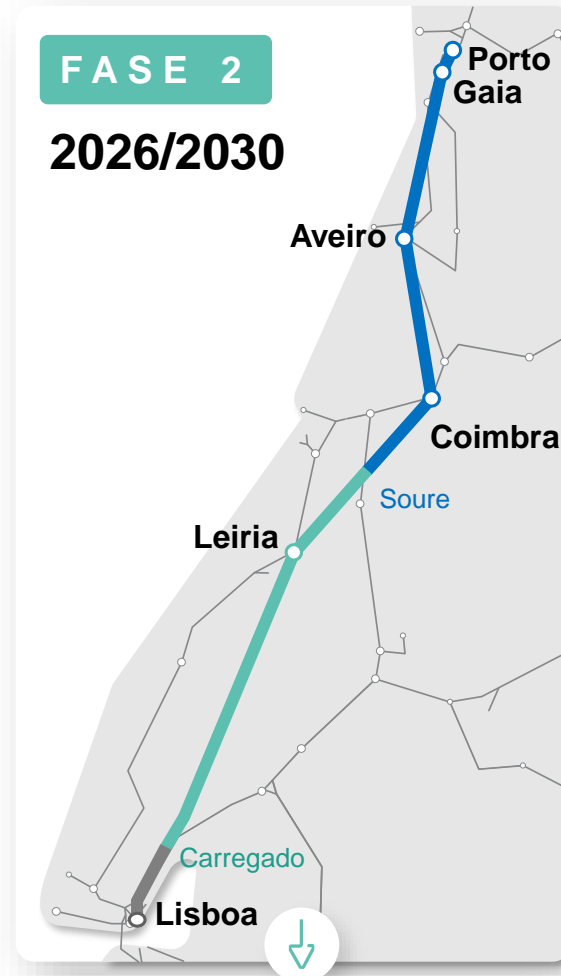 FASE 2
2026/2030
Porto
Gaia
Aveiro
Coimbra
Soure
Leiria
Carregado
Lisboa